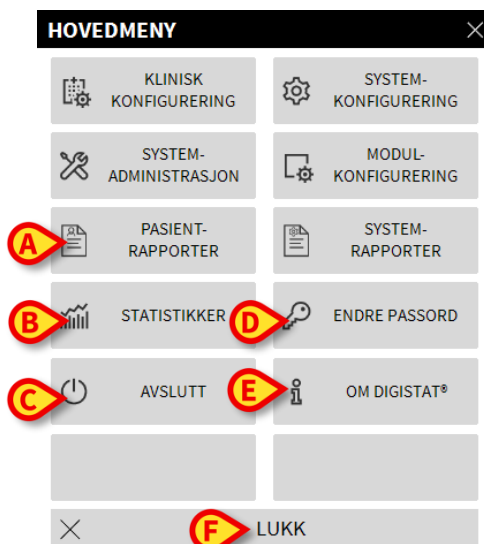 HOVEDMENY
KLINISK
KONFIGURERING
SYSTEM-
KONFIGURERING
SYSTEM-
ADMINISTRASJON
MODUL-
KONFIGURERING
A
PASIENT-
RAPPORTER
SYSTEM-
RAPPORTER
B
STATISTIKKER
D
ENDRE PASSORD
C
AVSLUTT
E
OM DIGISTAT®
F
LUKK